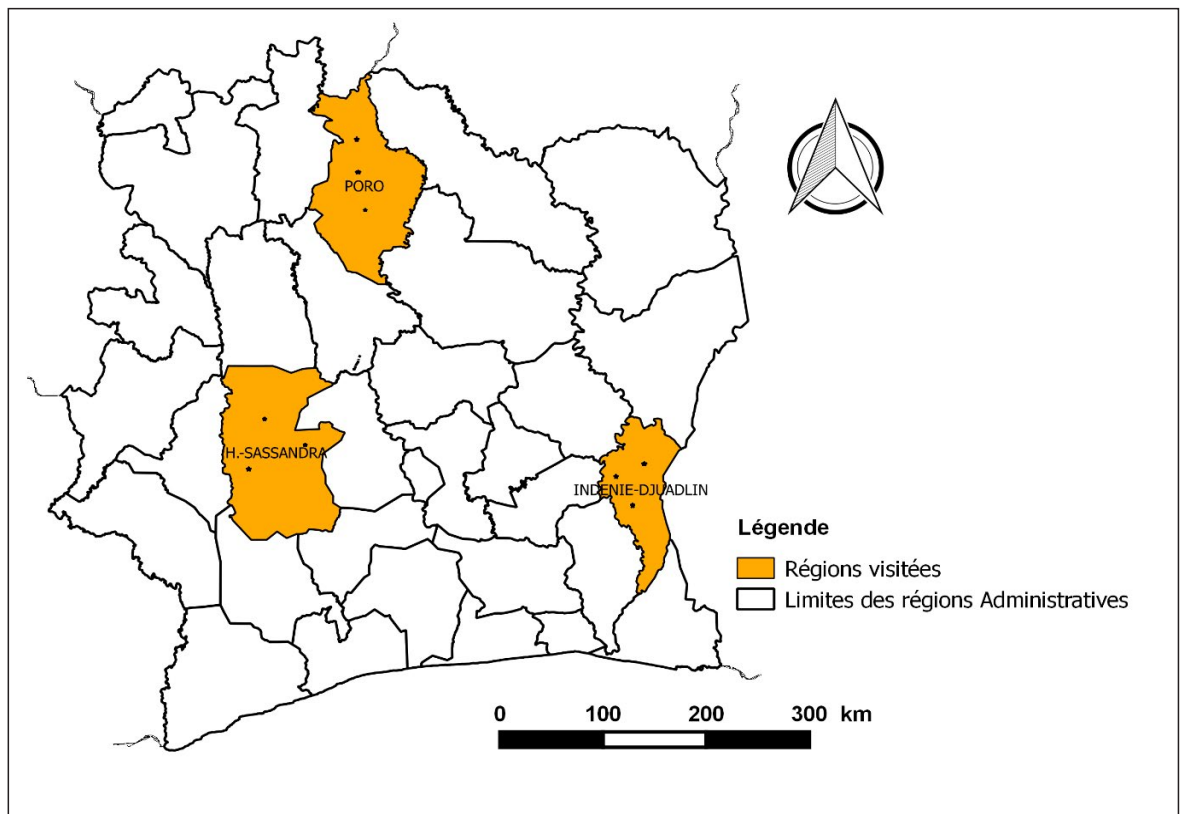 PORO
H.-SASSANDRA
INDENIE-DJUADLIN
Légende
Régions visitées
Limites des régions Administratives
0 100 200 300 km